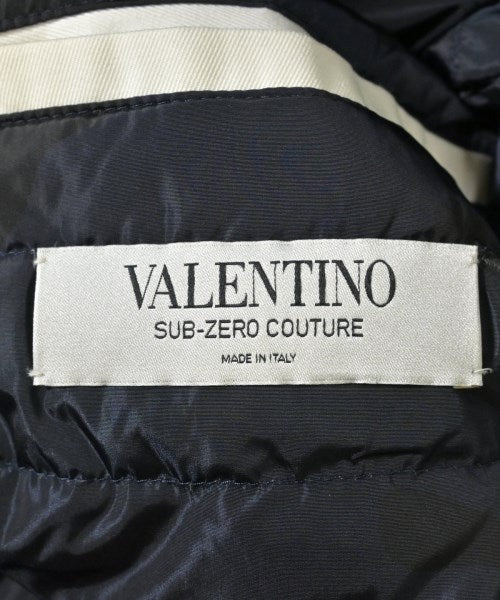 VALENTINO
SUB-ZERO COUTURE
MADE IN ITALY